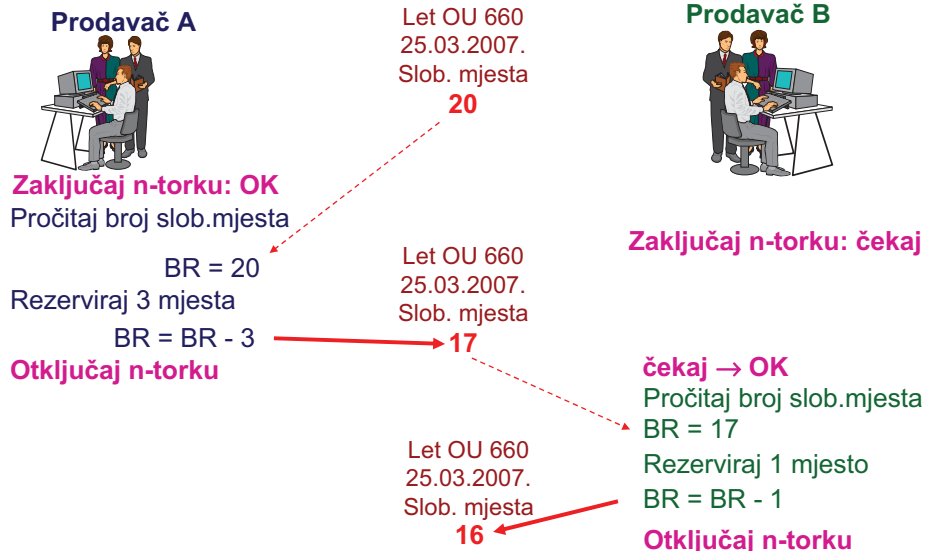 Prodavač A
Let OU 660
25.03.2007.
Slob. mjesta
20
Prodavač B
Zaključaj n-torku: OK
Pročitaj broj slob.mjesta
BR = 20
Rezerviraj 3 mjesta
BR = BR - 3
Otključaj n-torku
Zaključaj n-torku: čekaj
Let OU 660
25.03.2007.
Slob. mjesta
17
čekaj → OK
Pročitaj broj slob.mjesta
BR = 17
Rezerviraj 1 mjesto
BR = BR - 1
Otključaj n-torku
Let OU 660
25.03.2007.
Slob. mjesta
16